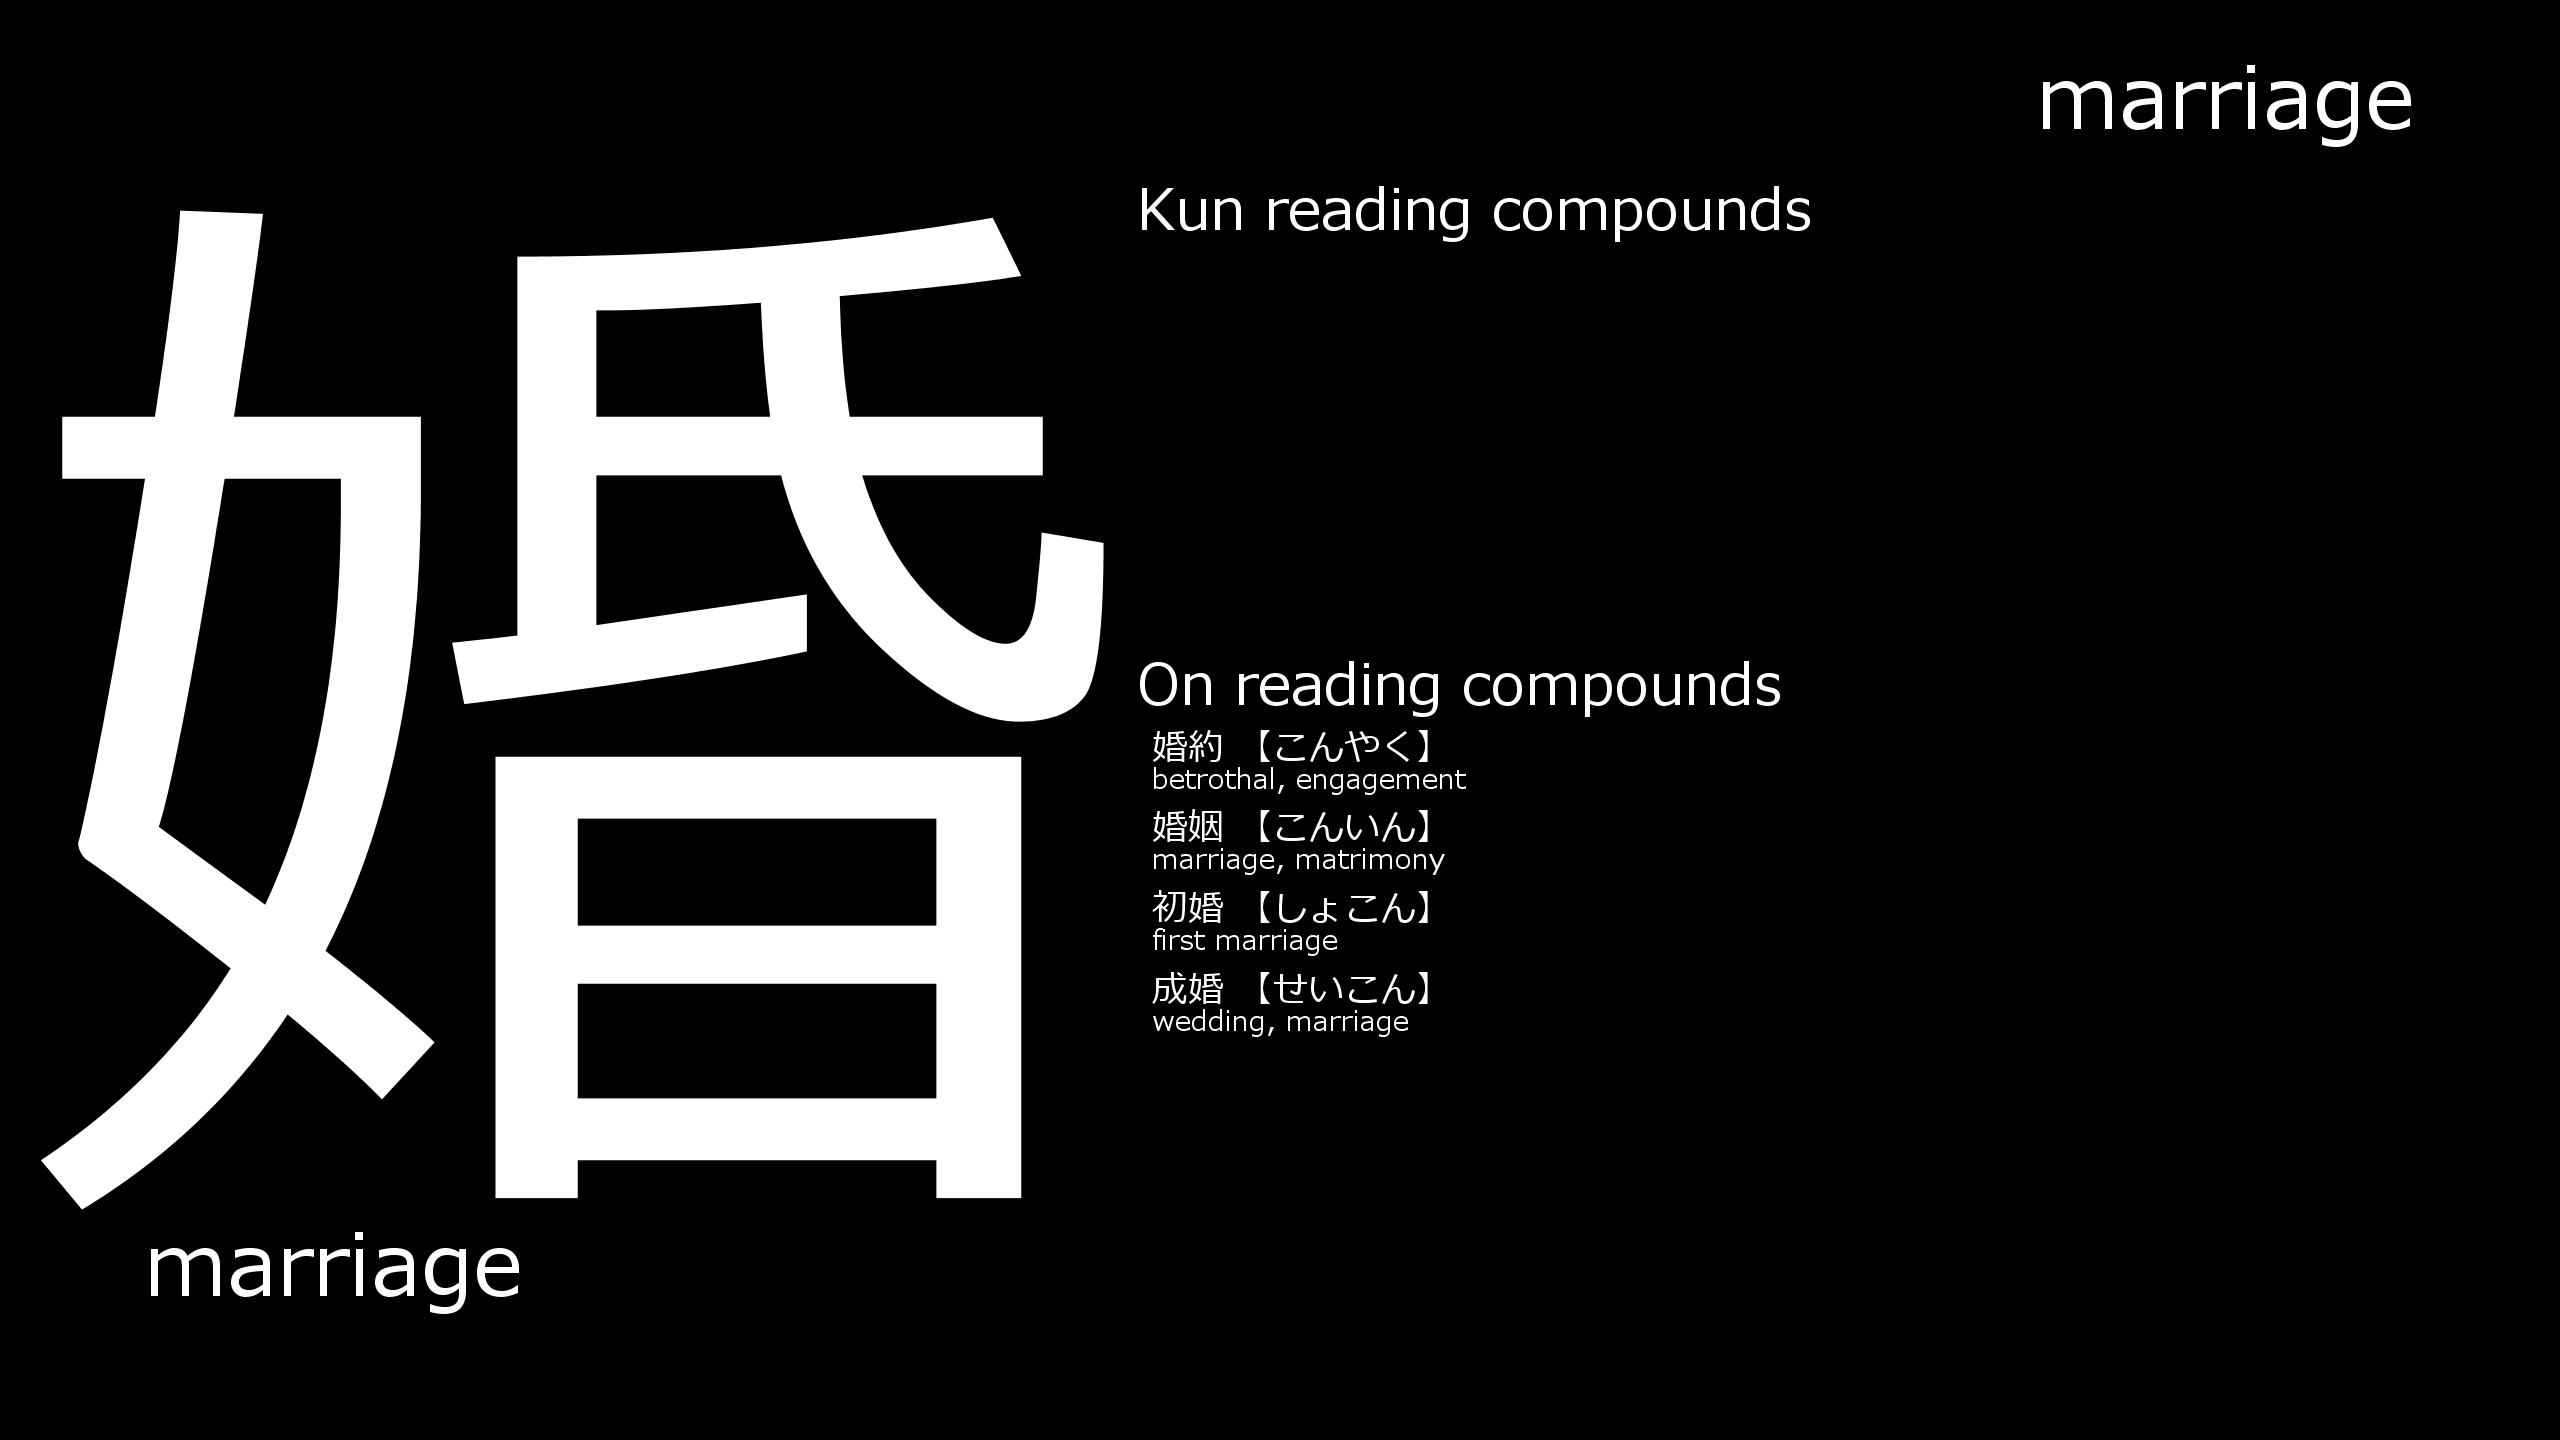 marriage
婚
marriage
Kun reading compounds
On reading compounds
婚約 【こんやく】
betrothal, engagement
婚姻 【こんいん】
marriage, matrimony
初婚 【しょこん】
first marriage
成婚 【せいこん】
wedding, marriage